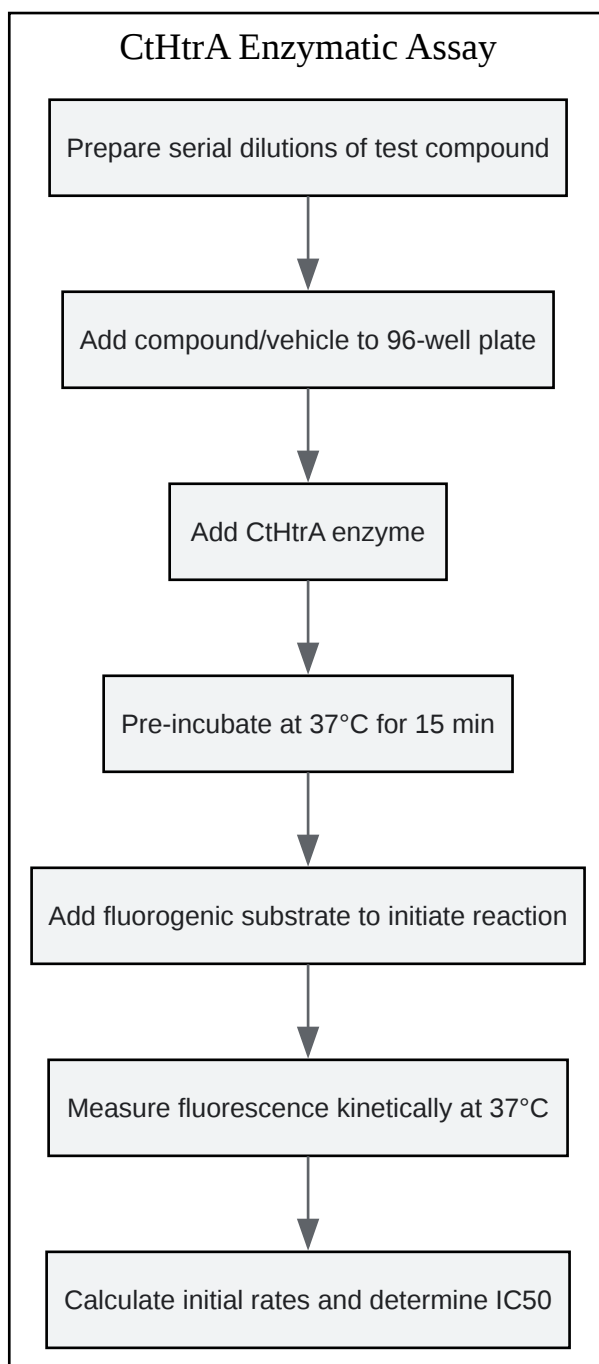 CtHtrA Enzymatic Assay
Prepare serial dilutions of test compound
Add compound/vehicle to 96-well plate
Add CtHtrA enzyme
Pre-incubate at 37°C for 15 min
Add fluorogenic substrate to initiate reaction
Measure fluorescence kinetically at 37°C
Calculate initial rates and determine IC50